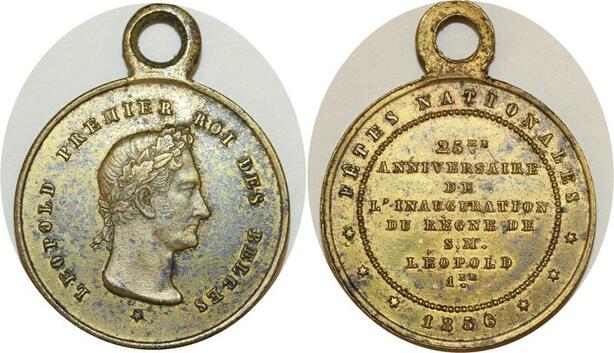 LEOPOLD PREMIER ROI DES BELGES
FÊTES NATIONALES
25ME
ANNIVERSAIRE
DE
L'INAUGURATION
DU RÈGNE DE
S.M.
LÉOPOLD
1ER
1856